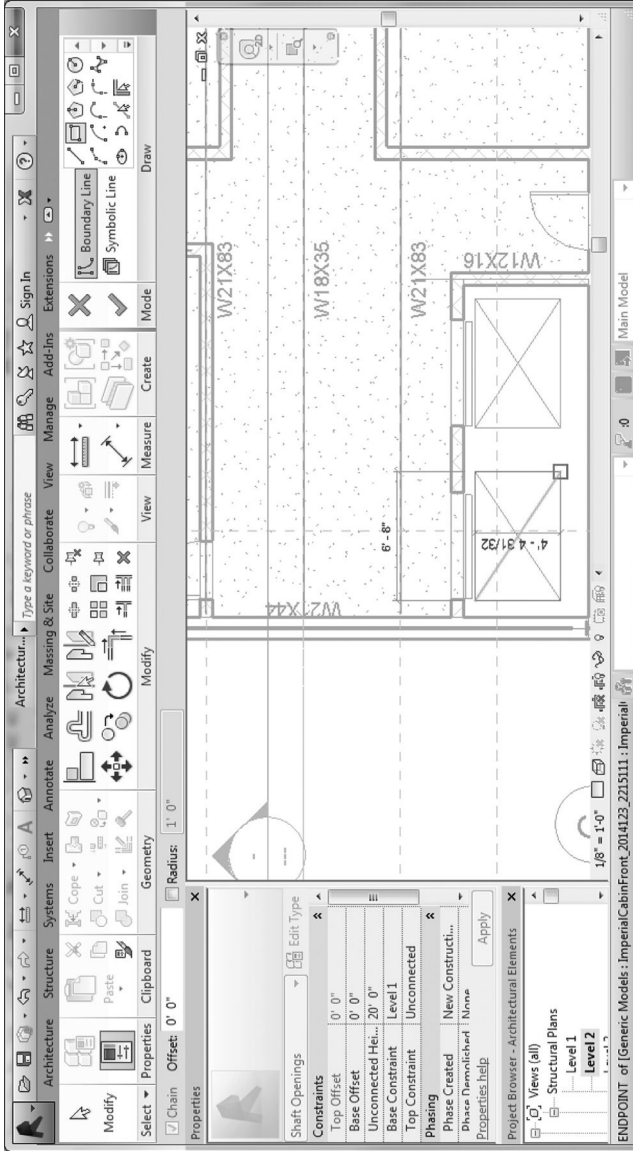 Architectur...
Type a keyword or phrase
Sign In
Architecture Structure Systems Insert Annotate Analyze Massing & Site Collaborate View Manage Add-Ins Extensions
Modify
Paste
Cope
Cut
Join
Boundary Line
Symbolic Line
Select Properties Clipboard Geometry Modify View Measure Create Mode Draw
Chain Offset: 0' 0" Radius: 1' 0"
Properties
Shaft Openings Edit Type
Constraints
Top Offset 0' 0"
Base Offset 0' 0"
Unconnected Hei... 20' 0"
Base Constraint Level 1
Top Constraint Unconnected
Phasing
Phase Created New Constructi...
Phase Demolished None
Properties help Apply
Project Browser - Architectural Elements
Views (all)
Structural Plans
Level 1
Level 2
2D
W21X83
W18X35
W21X83
W12X16
W21X44
6' - 8"
4' - 4 31/32"
1/8" = 1'-0"
ENDPOINT of [Generic Models : ImperialCabinFront_2014123_2215111 : Imperial
:0 Main Model